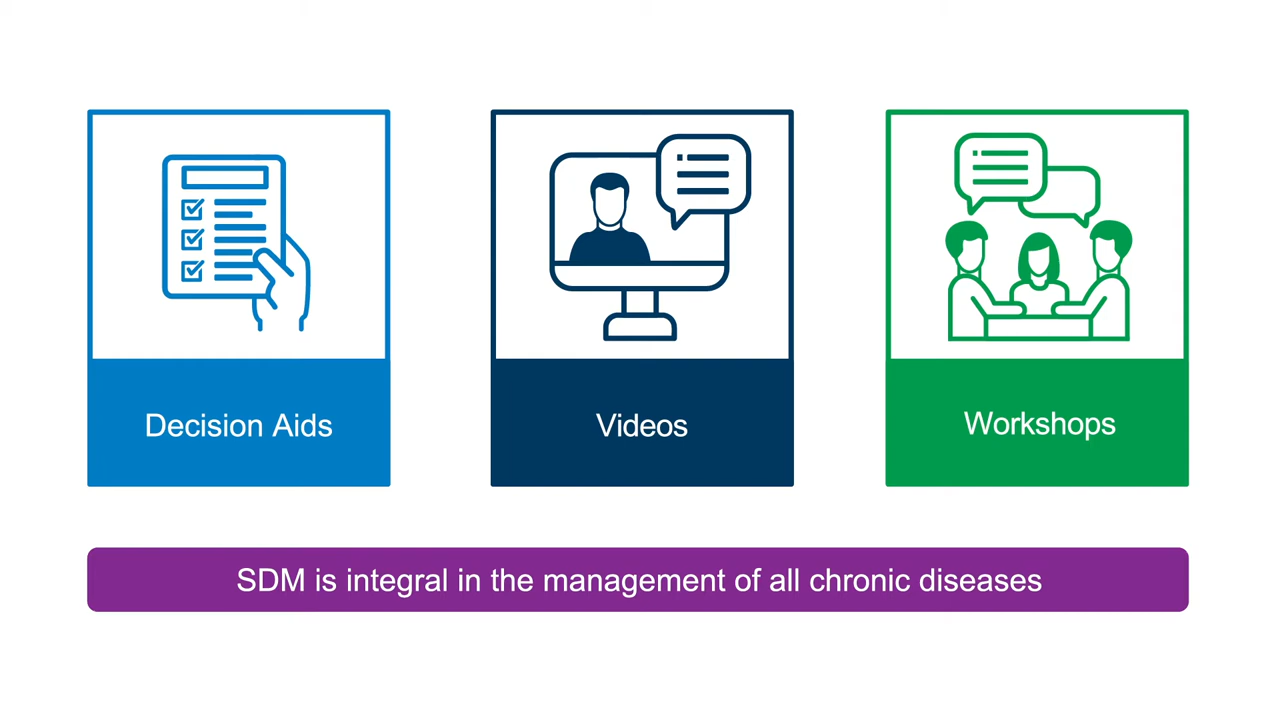 Decision Aids
Videos
Workshops
SDM is integral in the management of all chronic diseases